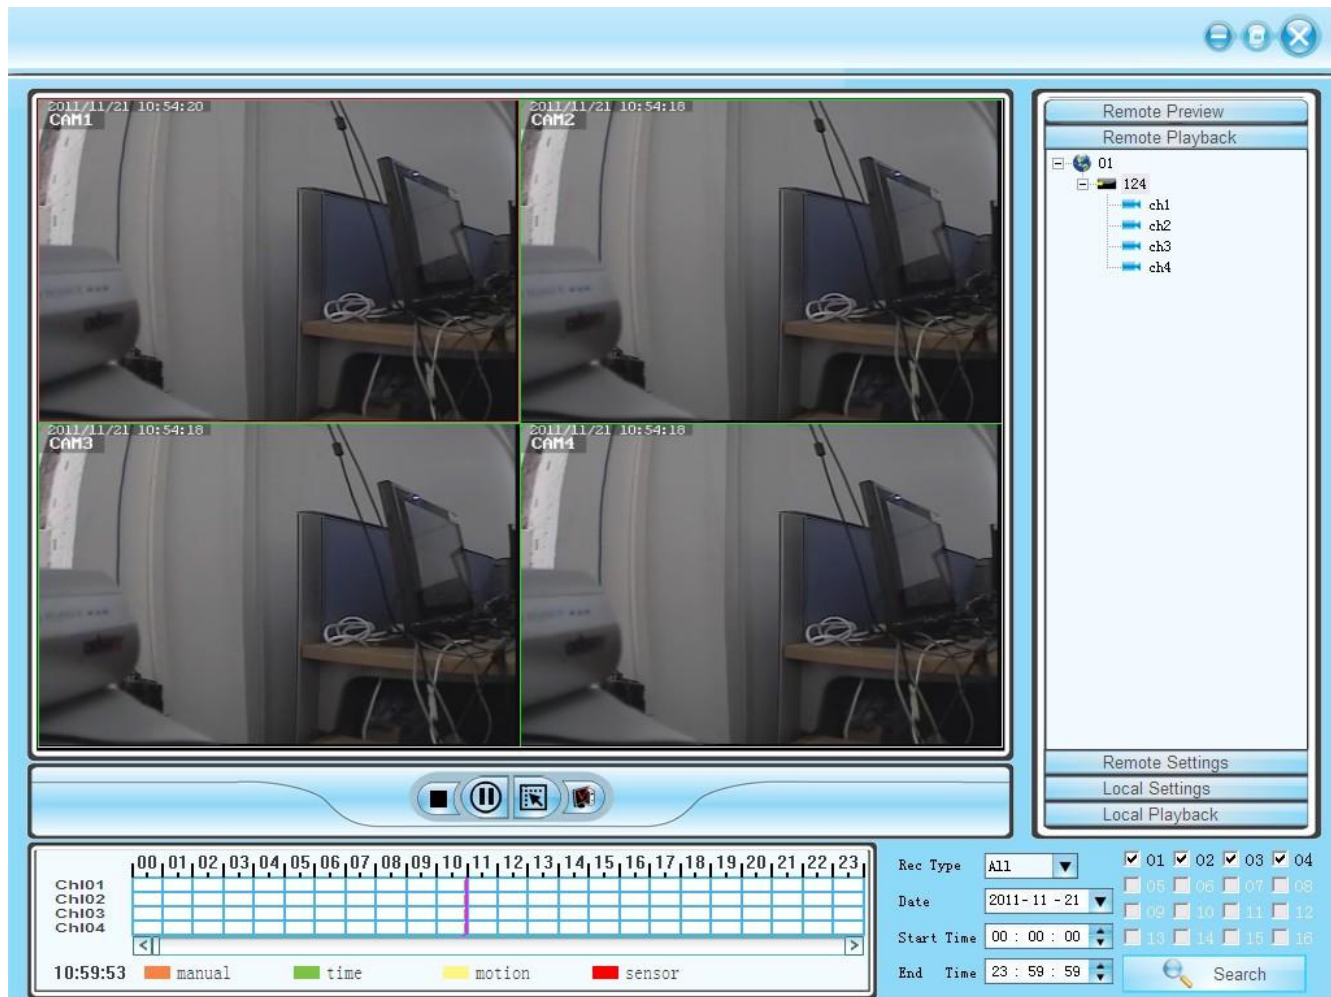 2011/11/21 10:54:20
CAM1
2011/11/21 10:54:18
CAM2
2011/11/21 10:54:18
CAM3
2011/11/21 10:54:18
CAM4
Remote Preview
Remote Playback
01
124
ch1
ch2
ch3
ch4
Remote Settings
Local Settings
Local Playback
00 01 02 03 04 05 06 07 08 09 10 11 12 13 14 15 16 17 18 19 20 21 22 23
Chl01
Chl02
Chl03
Chl04
10:59:53 manual time motion sensor
Rec Type All
Date 2011-11-21
Start Time 00 : 00 : 00
End Time 23 : 59 : 59
01 02 03 04
05 06 07 08
09 10 11 12
13 14 15 16
Search